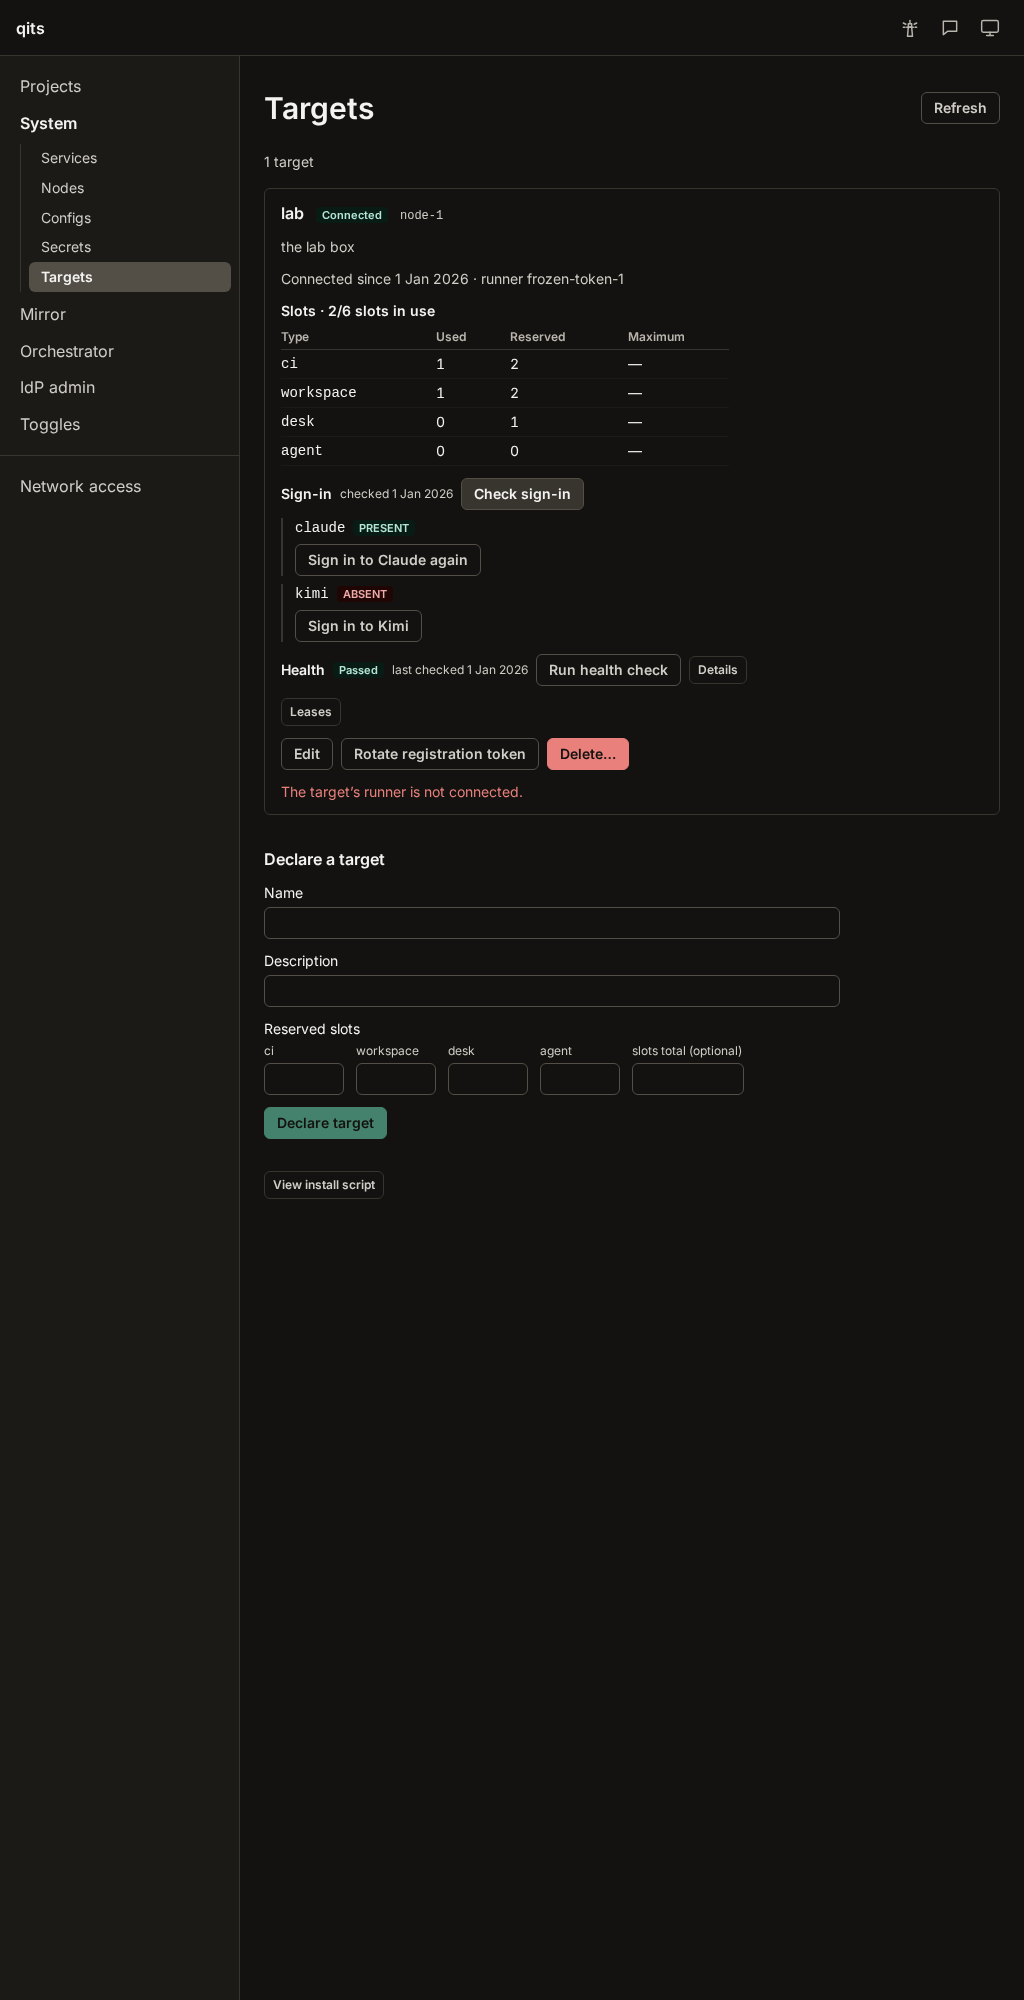 qits
Projects
System
Services
Nodes
Configs
Secrets
Targets
Mirror
Orchestrator
IdP admin
Toggles
Network access
Targets
Refresh
1 target
lab Connected node-1
the lab box
Connected since 1 Jan 2026 · runner frozen-token-1
Slots · 2/6 slots in use
Type Used Reserved Maximum
ci 1 2 —
workspace 1 2 —
desk 0 1 —
agent 0 0 —
Sign-in checked 1 Jan 2026 Check sign-in
claude PRESENT
Sign in to Claude again
kimi ABSENT
Sign in to Kimi
Health Passed last checked 1 Jan 2026 Run health check Details
Leases
Edit Rotate registration token Delete…
The target’s runner is not connected.
Declare a target
Name
Description
Reserved slots
ci workspace desk agent slots total (optional)
Declare target
View install script